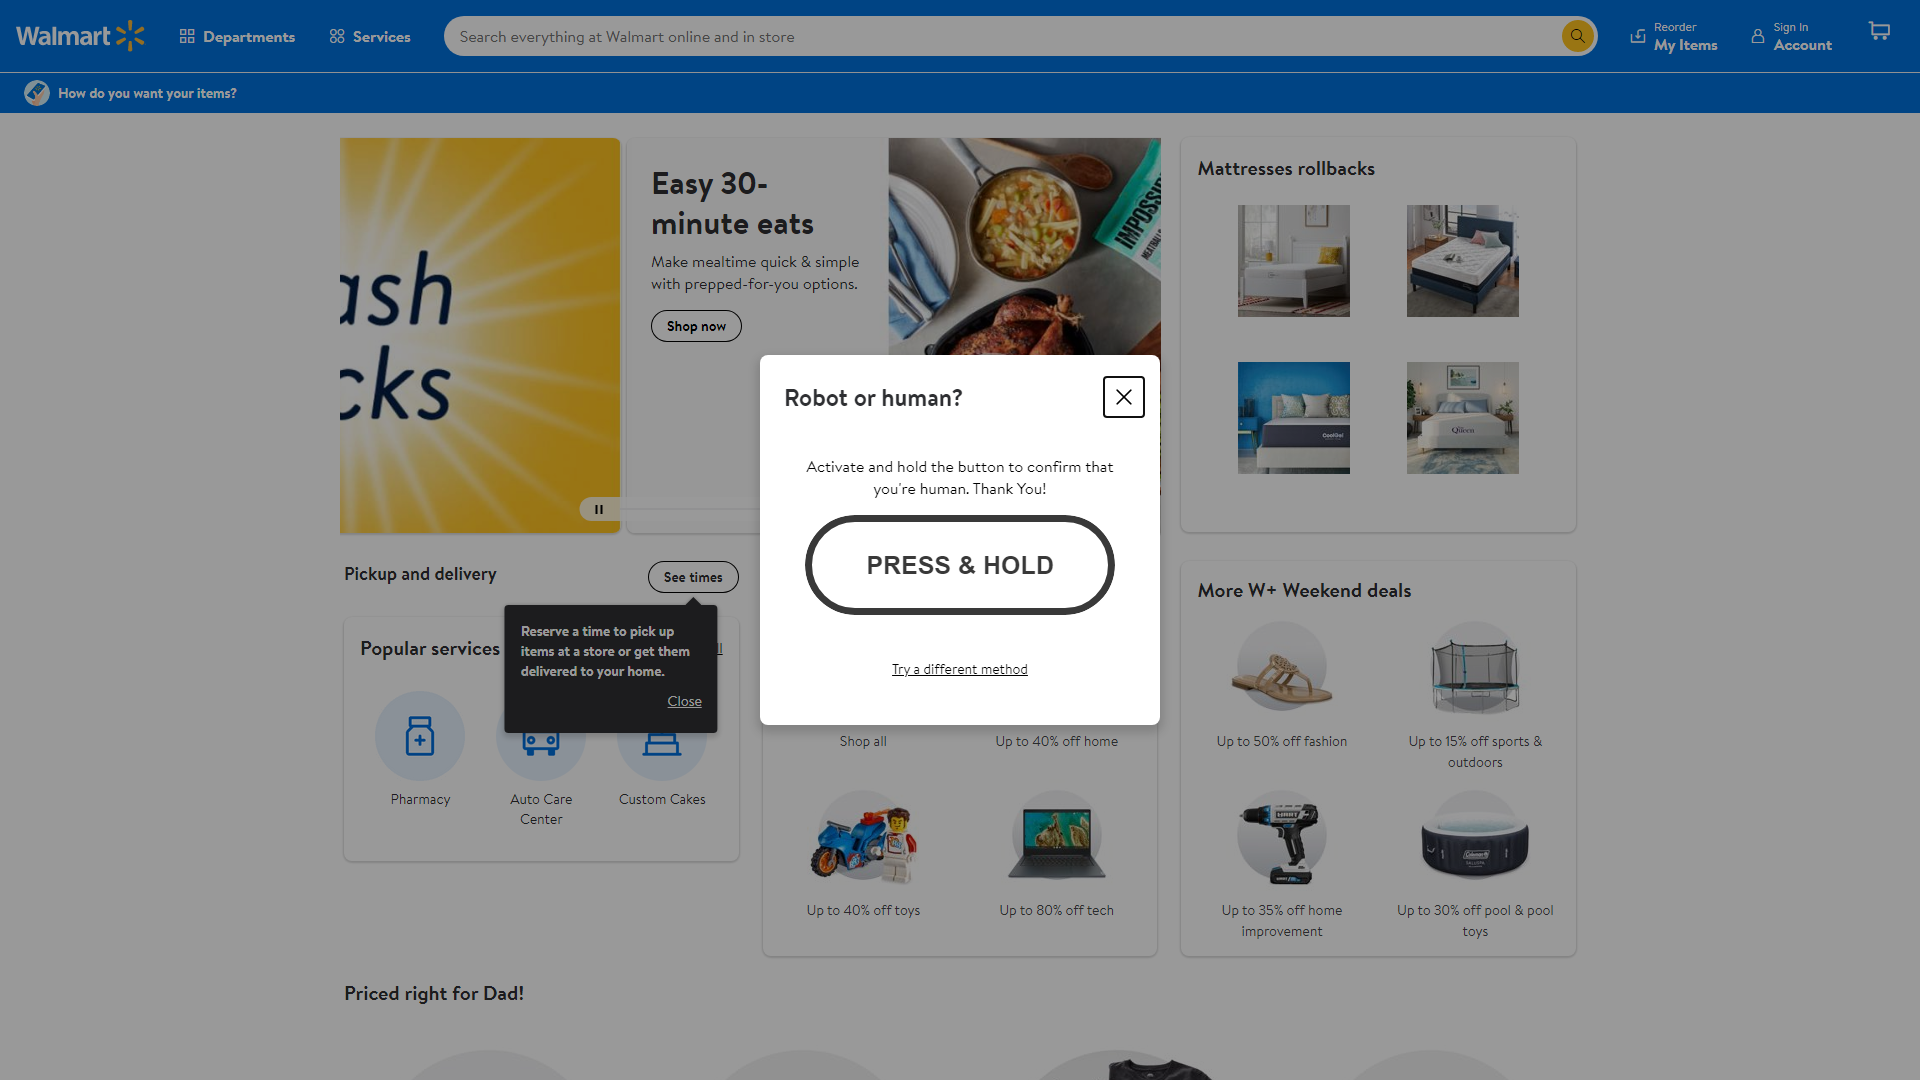 Walmart
Departments
Services
Search everything at Walmart online and in store
Reorder
My Items
Sign In
Account
How do you want your items?
ash
cks
Easy 30-
minute eats
Make mealtime quick & simple
with prepped-for-you options.
Shop now
IMPOSSIB
Mattresses rollbacks
Queen
Robot or human?
Activate and hold the button to confirm that
you're human. Thank You!
PRESS & HOLD
Try a different method
Pickup and delivery
See times
Reserve a time to pick up
items at a store or get them
delivered to your home.
Close
Popular services
Pharmacy
Auto Care
Center
Custom Cakes
Shop all
Up to 40% off home
Up to 40% off toys
Up to 80% off tech
More W+ Weekend deals
Up to 50% off fashion
Up to 15% off sports &
outdoors
HART
Coleman
Up to 35% off home
improvement
Up to 30% off pool & pool
toys
Priced right for Dad!